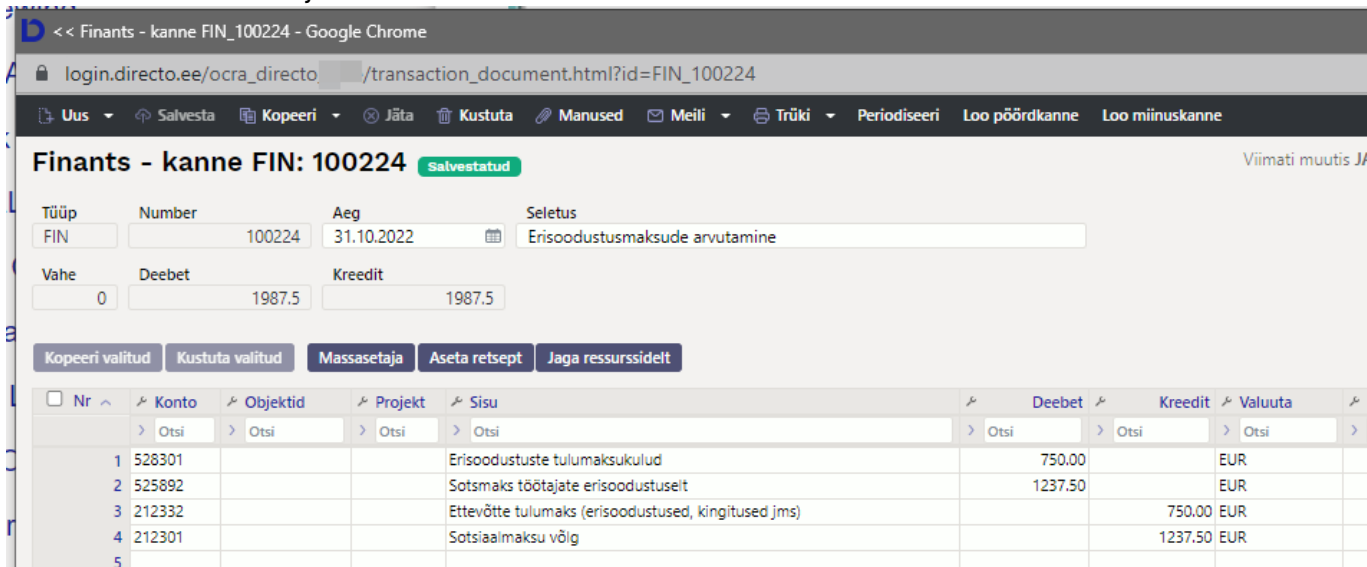 << Finants - kanne FIN_100224 - Google Chrome
login.directo.ee/ocra_directo_ /transaction_document.html?id=FIN_100224
Uus Salvesta Kopeeri Jäta Kustuta Manused Meili Trüki Periodiseeri Loo pöördkanne Loo miinuskanne
Finants - kanne FIN: 100224 Salvestatud Viimati muutis
Tüüp Number Aeg Seletus
FIN 100224 31.10.2022 Erisoodustusmaksude arvutamine
Vahe Deebet Kreedit
0 1987.5 1987.5
Kopeeri valitud Kustuta valitud Massasetaja Aseta retsept Jaga ressurssidelt
Nr Konto Objektid Projekt Sisu Deebet Kreedit Valuuta
> Otsi > Otsi > Otsi > Otsi > Otsi > Otsi > Otsi >
1 528301 Erisoodustuste tulumaksukulud 750.00 EUR
2 525892 Sotsmaks töötajate erisoodustuselt 1237.50 EUR
3 212332 Ettevõtte tulumaks (erisoodustused, kingitused jms) 750.00 EUR
4 212301 Sotsiaalmaksu võlg 1237.50 EUR
5